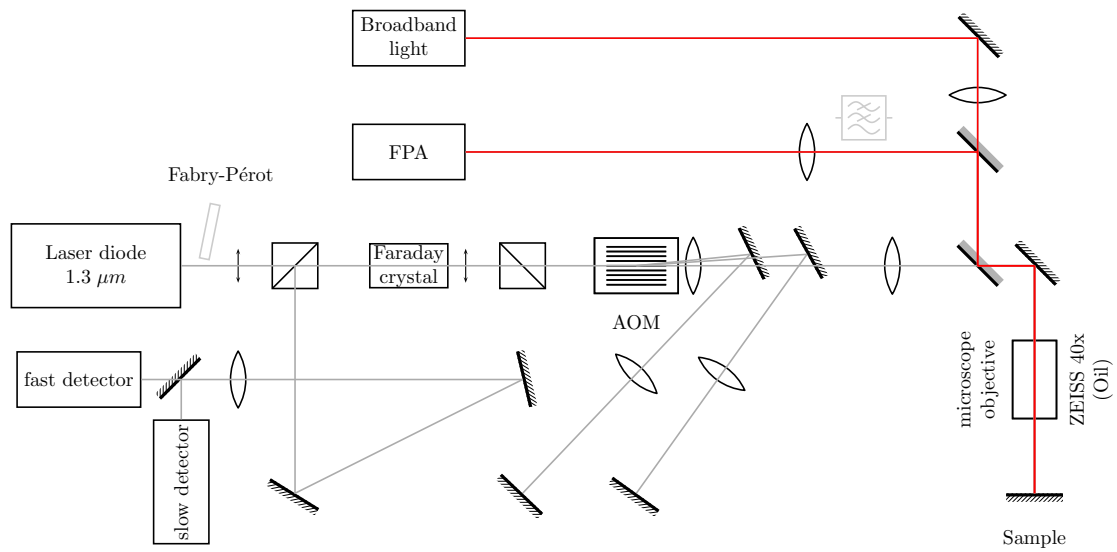 Broadband
light
FPA
Fabry-Pérot
Laser diode
1.3 μm
Faraday
crystal
AOM
fast detector
slow detector
microscope
objective
ZEISS 40x
(Oil)
Sample